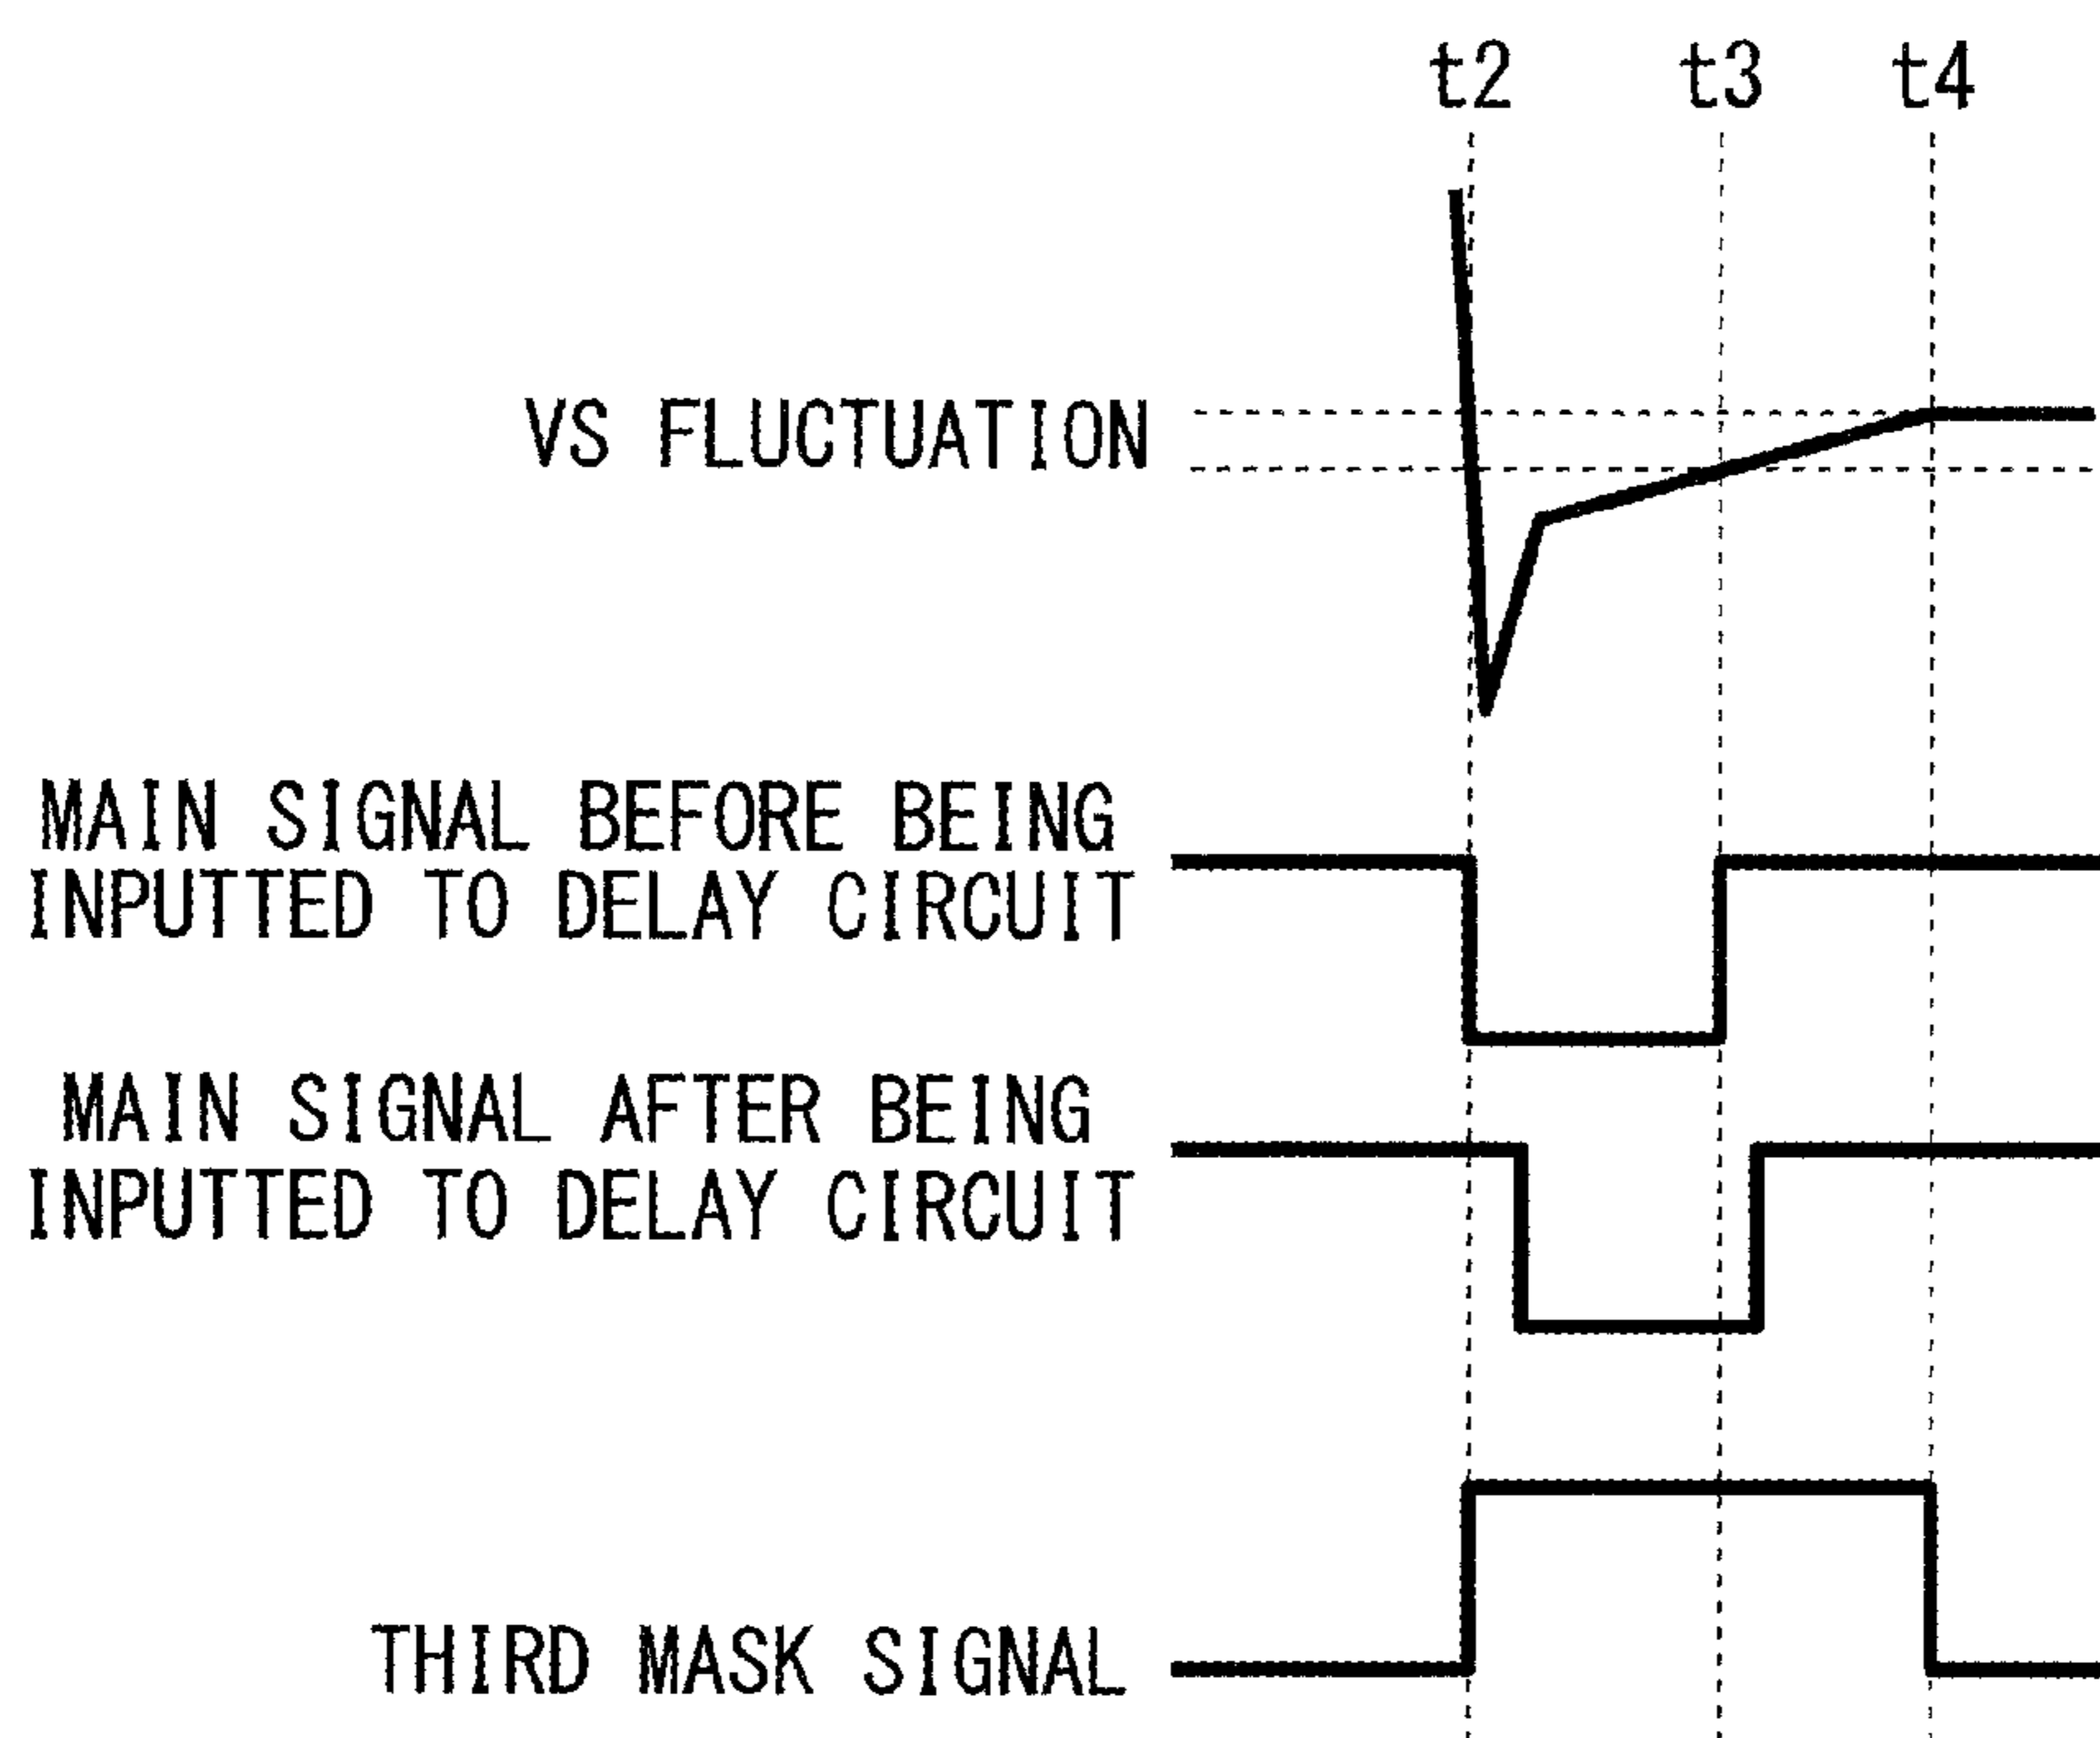 t2 t3 t4
VS FLUCTUATION
MAIN SIGNAL BEFORE BEING
INPUTTED TO DELAY CIRCUIT
MAIN SIGNAL AFTER BEING
INPUTTED TO DELAY CIRCUIT
THIRD MASK SIGNAL